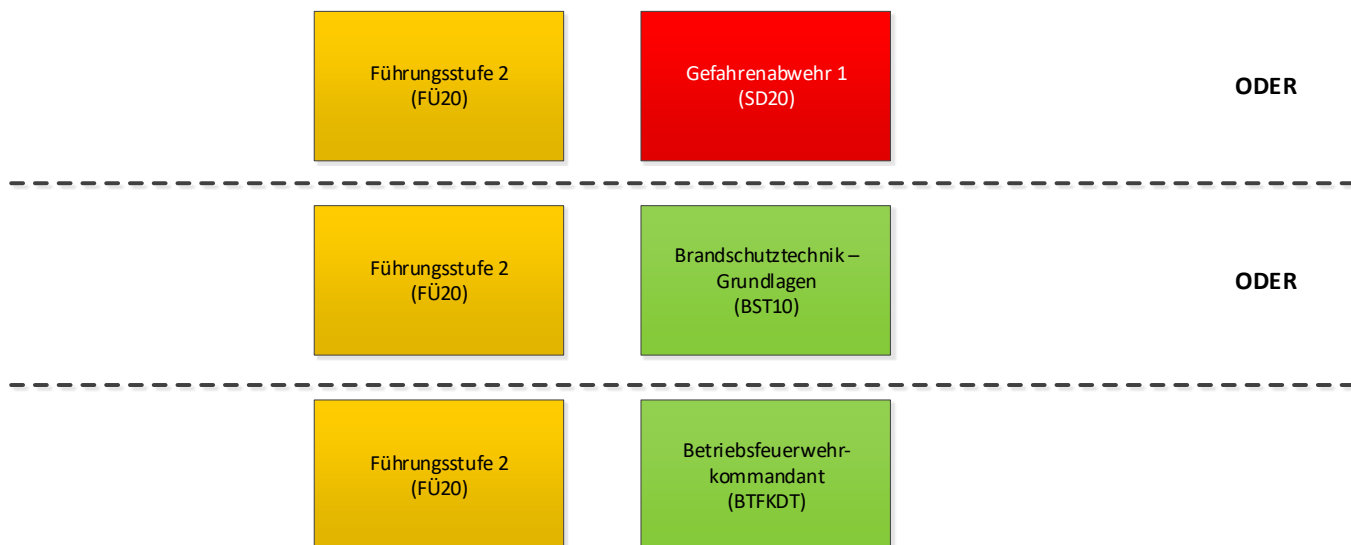 Führungsstufe 2
(FÜ20)
Gefahrenabwehr 1
(SD20)
ODER
Führungsstufe 2
(FÜ20)
Brandschutztechnik –
Grundlagen
(BST10)
ODER
Führungsstufe 2
(FÜ20)
Betriebsfeuerwehr-
kommandant
(BTFKDT)